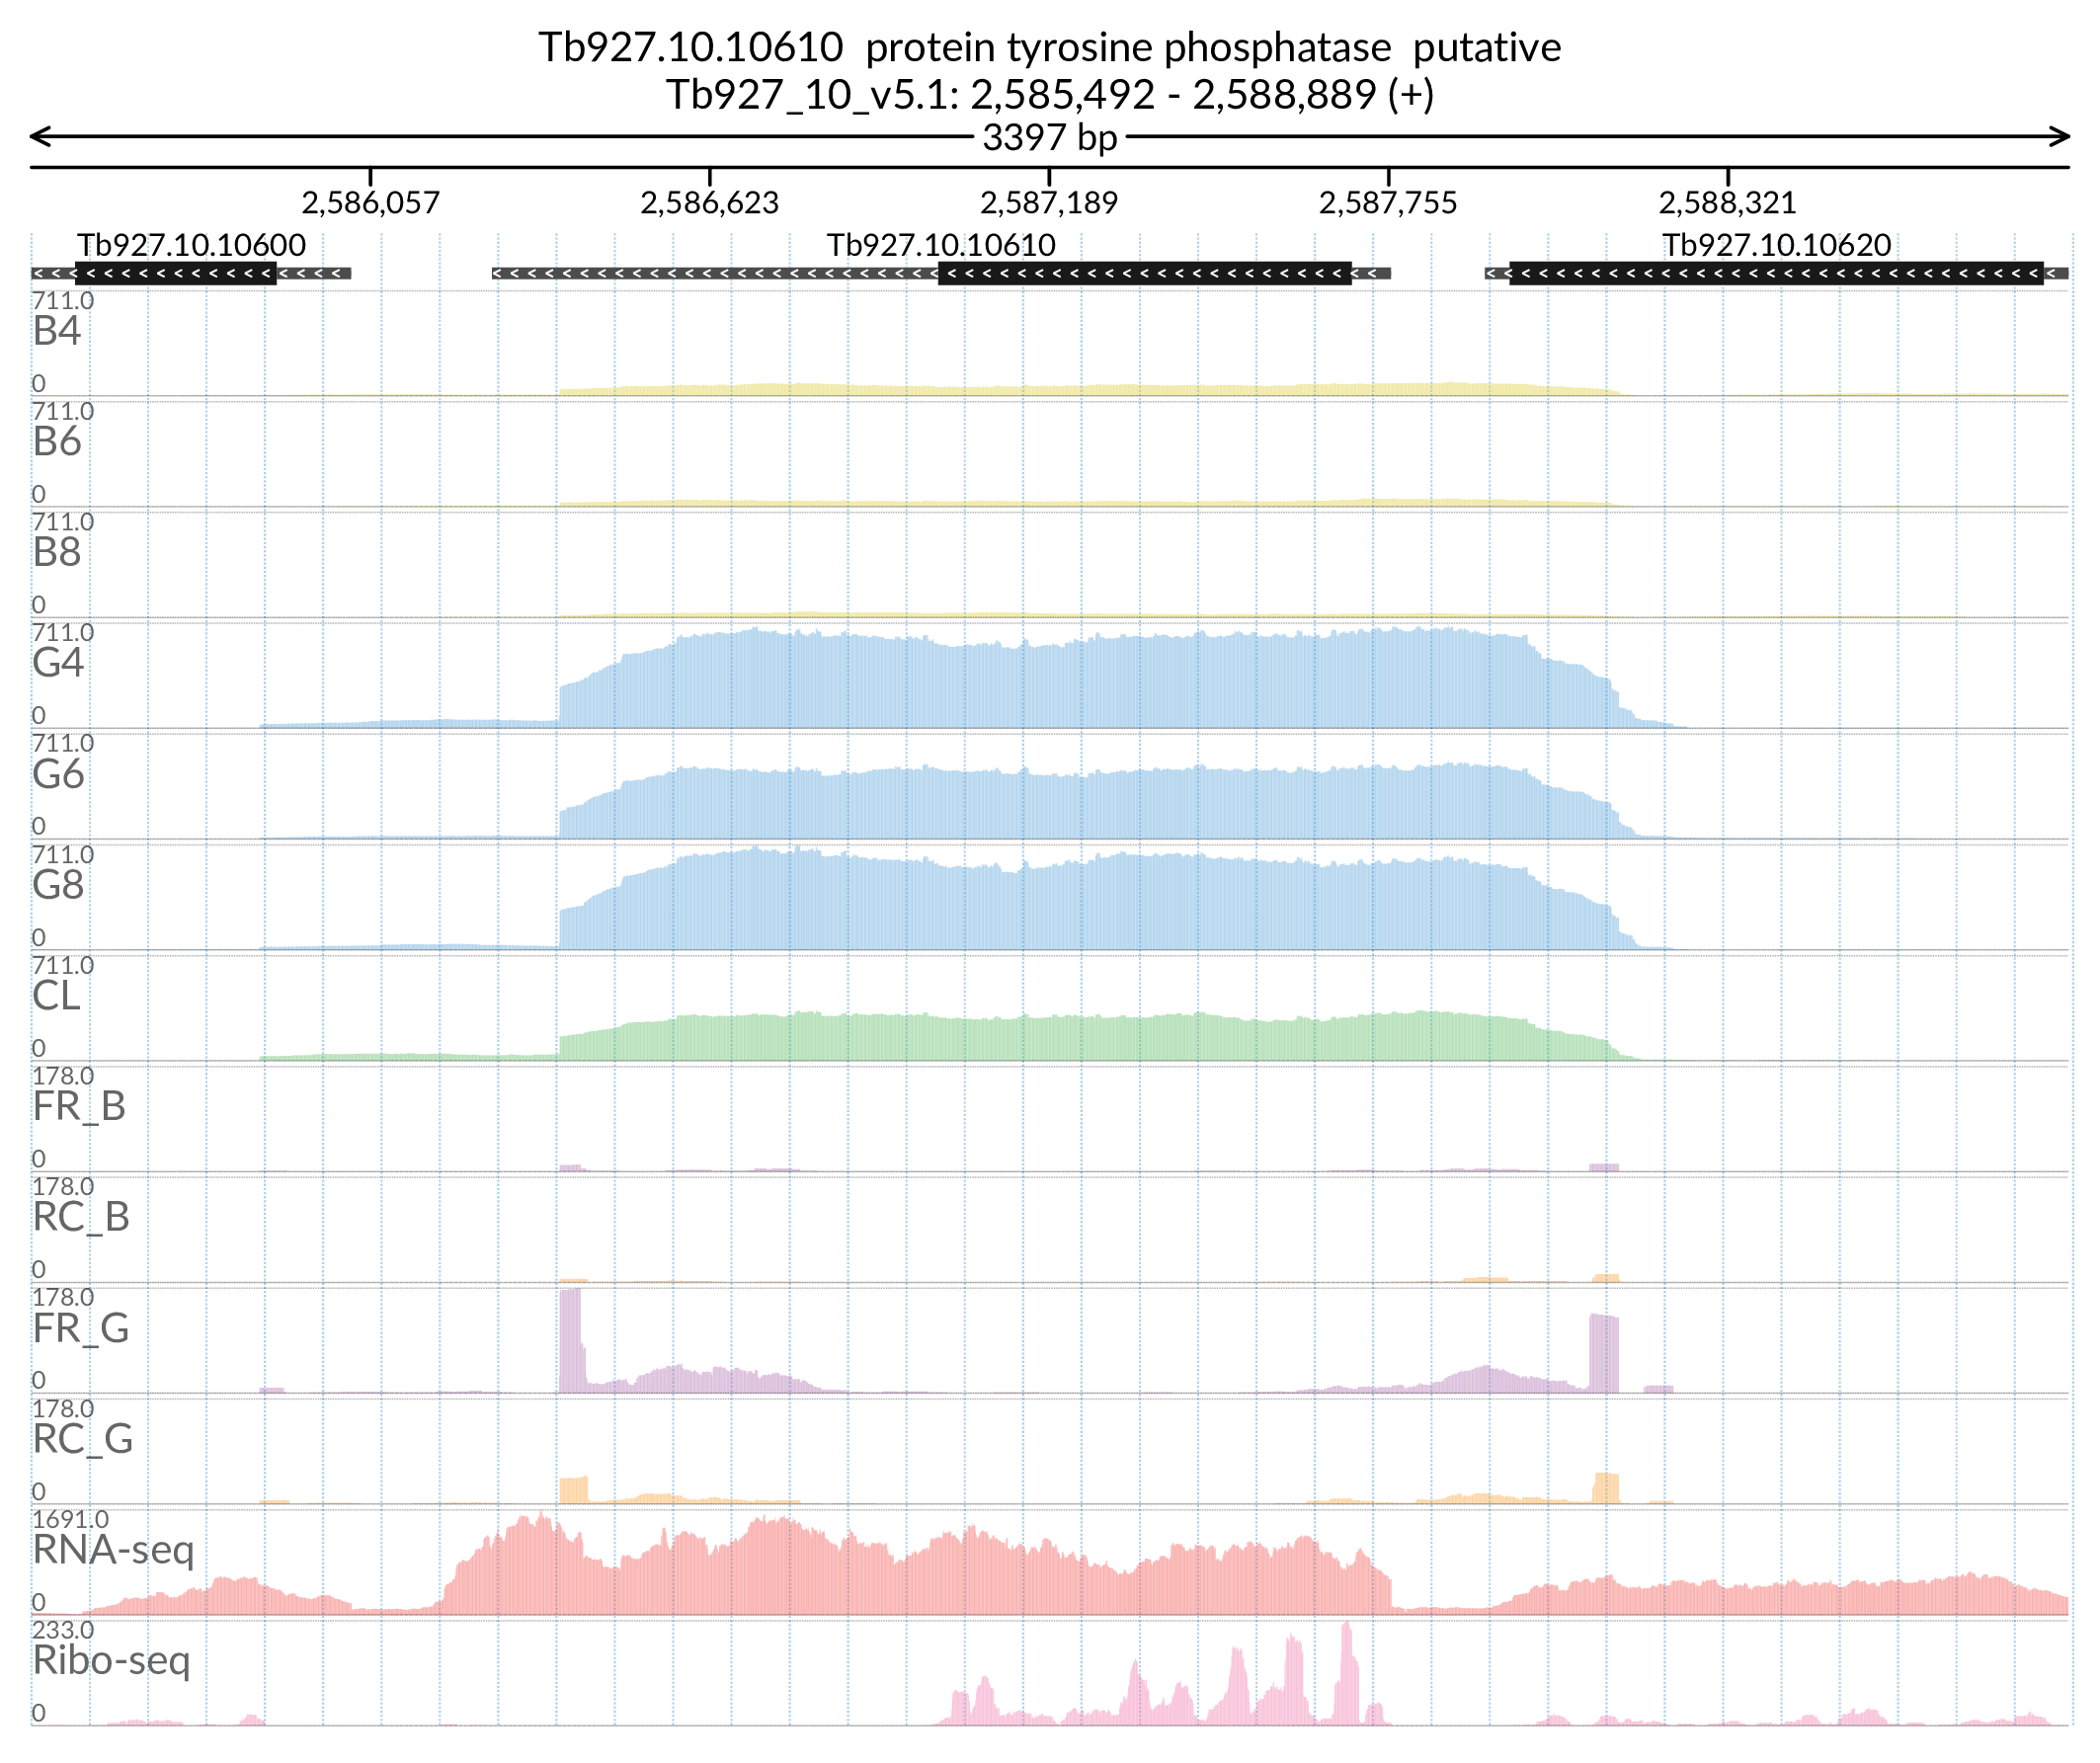 Tb927.10.10610 protein tyrosine phosphatase putative
Tb927_10_v5.1: 2,585,492 - 2,588,889 (+)
3397 bp
2,586,057 2,586,623 2,587,189 2,587,755 2,588,321
Tb927.10.10600 Tb927.10.10610 Tb927.10.10620
711.0
B4
0
711.0
B6
0
711.0
B8
0
711.0
G4
0
711.0
G6
0
711.0
G8
0
711.0
CL
0
178.0
FR_B
0
178.0
RC_B
0
178.0
FR_G
0
178.0
RC_G
0
1691.0
RNA-seq
0
233.0
Ribo-seq
0